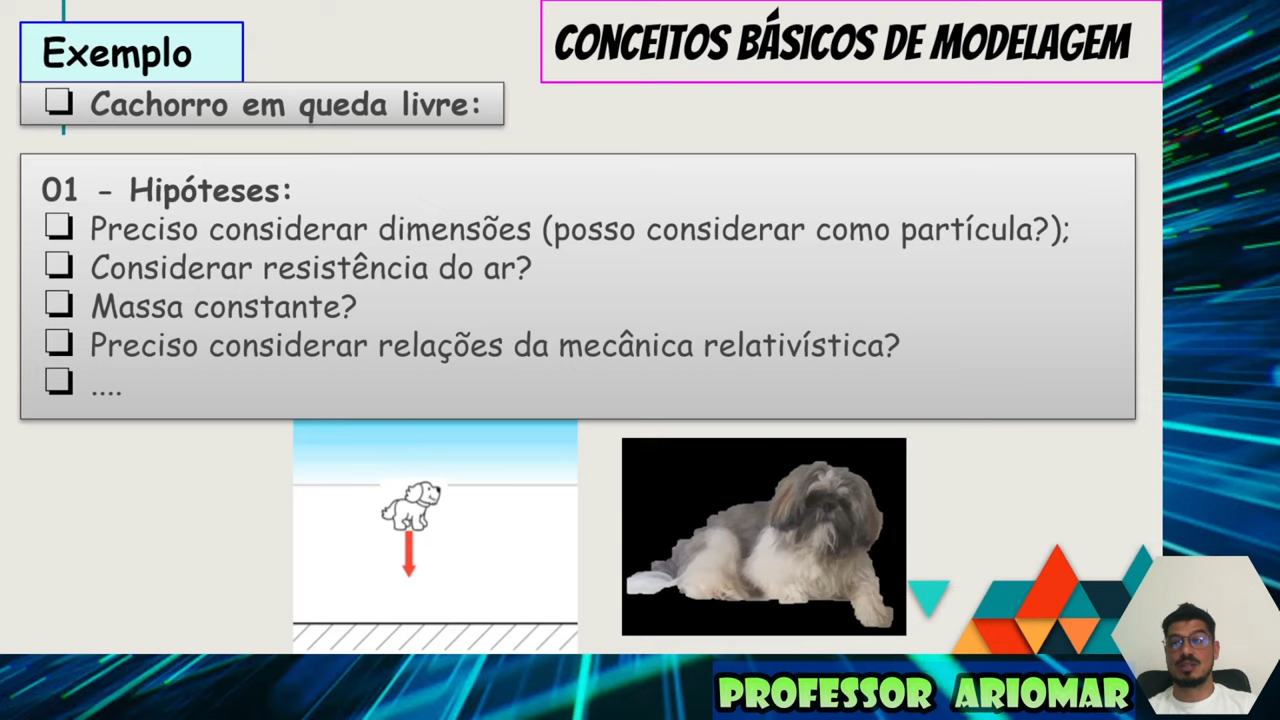 Exemplo
CONCEITOS BÁSICOS DE MODELAGEM
❏ Cachorro em queda livre:
01 - Hipóteses:
❏ Preciso considerar dimensões (posso considerar como partícula?);
❏ Considerar resistência do ar?
❏ Massa constante?
❏ Preciso considerar relações da mecânica relativística?
❏ ....
PROFESSOR ARIOMAR